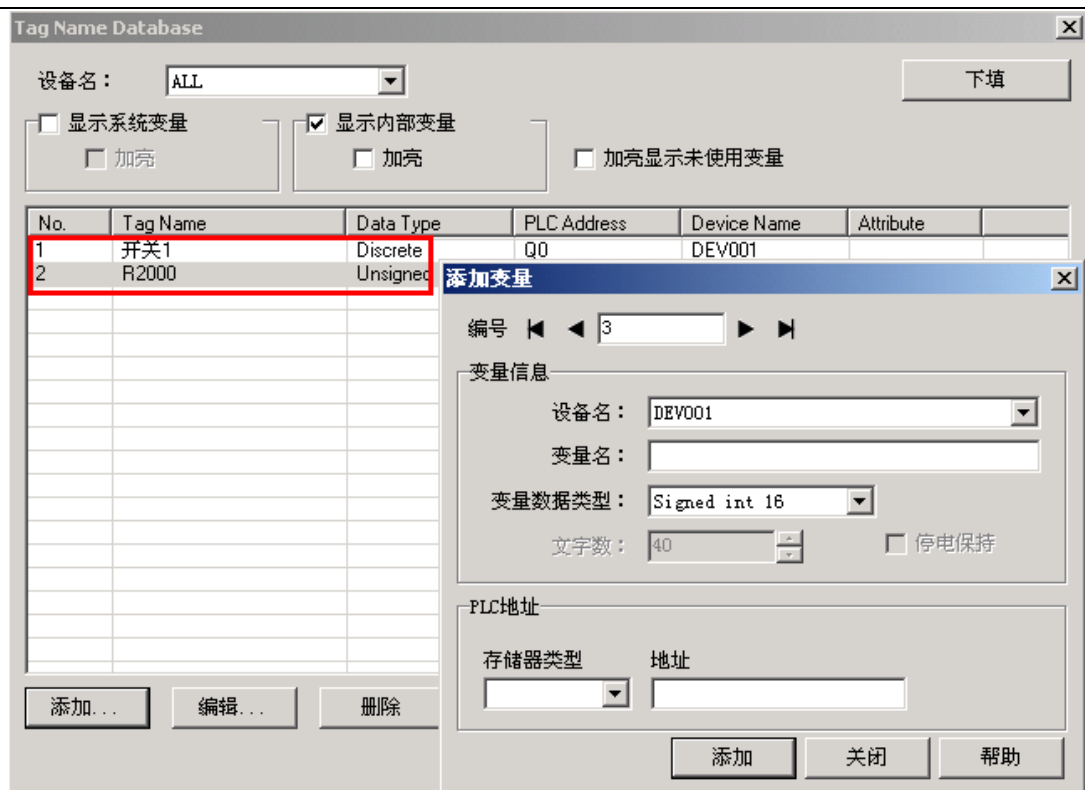 Tag Name Database
设备名： ALL 下填
显示系统变量 显示内部变量
加亮 加亮 加亮显示未使用变量
No. Tag Name Data Type PLC Address Device Name Attribute
1 开关1 Discrete Q0 DEV001
2 R2000 Unsigned
添加变量
编号 3
变量信息
设备名： DEV001
变量名：
变量数据类型： Signed int 16
文字数： 40 停电保持
PLC地址
存储器类型 地址
添加... 编辑... 删除
添加 关闭 帮助